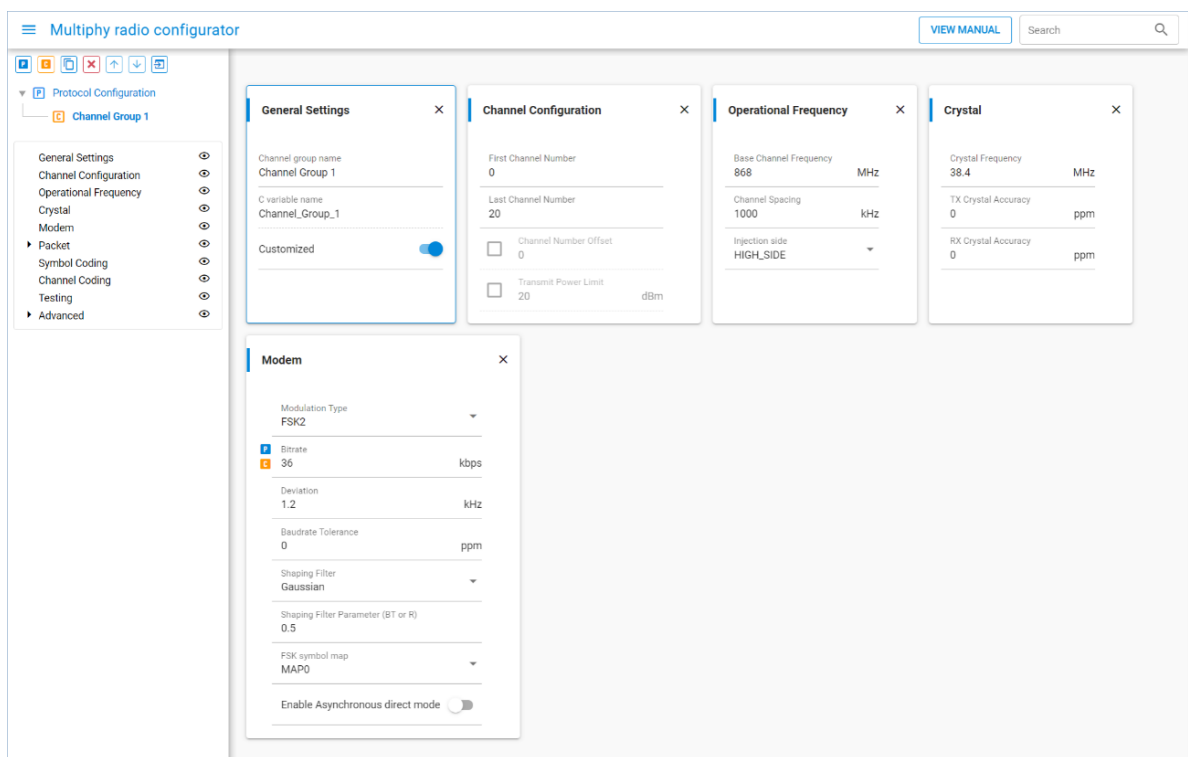 Multiphy radio configurator
VIEW MANUAL
Search
P C
P Protocol Configuration
C Channel Group 1
General Settings
Channel Configuration
Operational Frequency
Crystal
Modem
Packet
Symbol Coding
Channel Coding
Testing
Advanced
General Settings
Channel group name
Channel Group 1
C variable name
Channel_Group_1
Customized
Channel Configuration
First Channel Number
0
Last Channel Number
20
Channel Number Offset
0
Transmit Power Limit
20 dBm
Operational Frequency
Base Channel Frequency
868 MHz
Channel Spacing
1000 kHz
Injection side
HIGH_SIDE
Crystal
Crystal Frequency
38.4 MHz
TX Crystal Accuracy
0 ppm
RX Crystal Accuracy
0 ppm
Modem
Modulation Type
FSK2
P Bitrate
C 36 kbps
Deviation
1.2 kHz
Baudrate Tolerance
0 ppm
Shaping Filter
Gaussian
Shaping Filter Parameter (BT or R)
0.5
FSK symbol map
MAP0
Enable Asynchronous direct mode